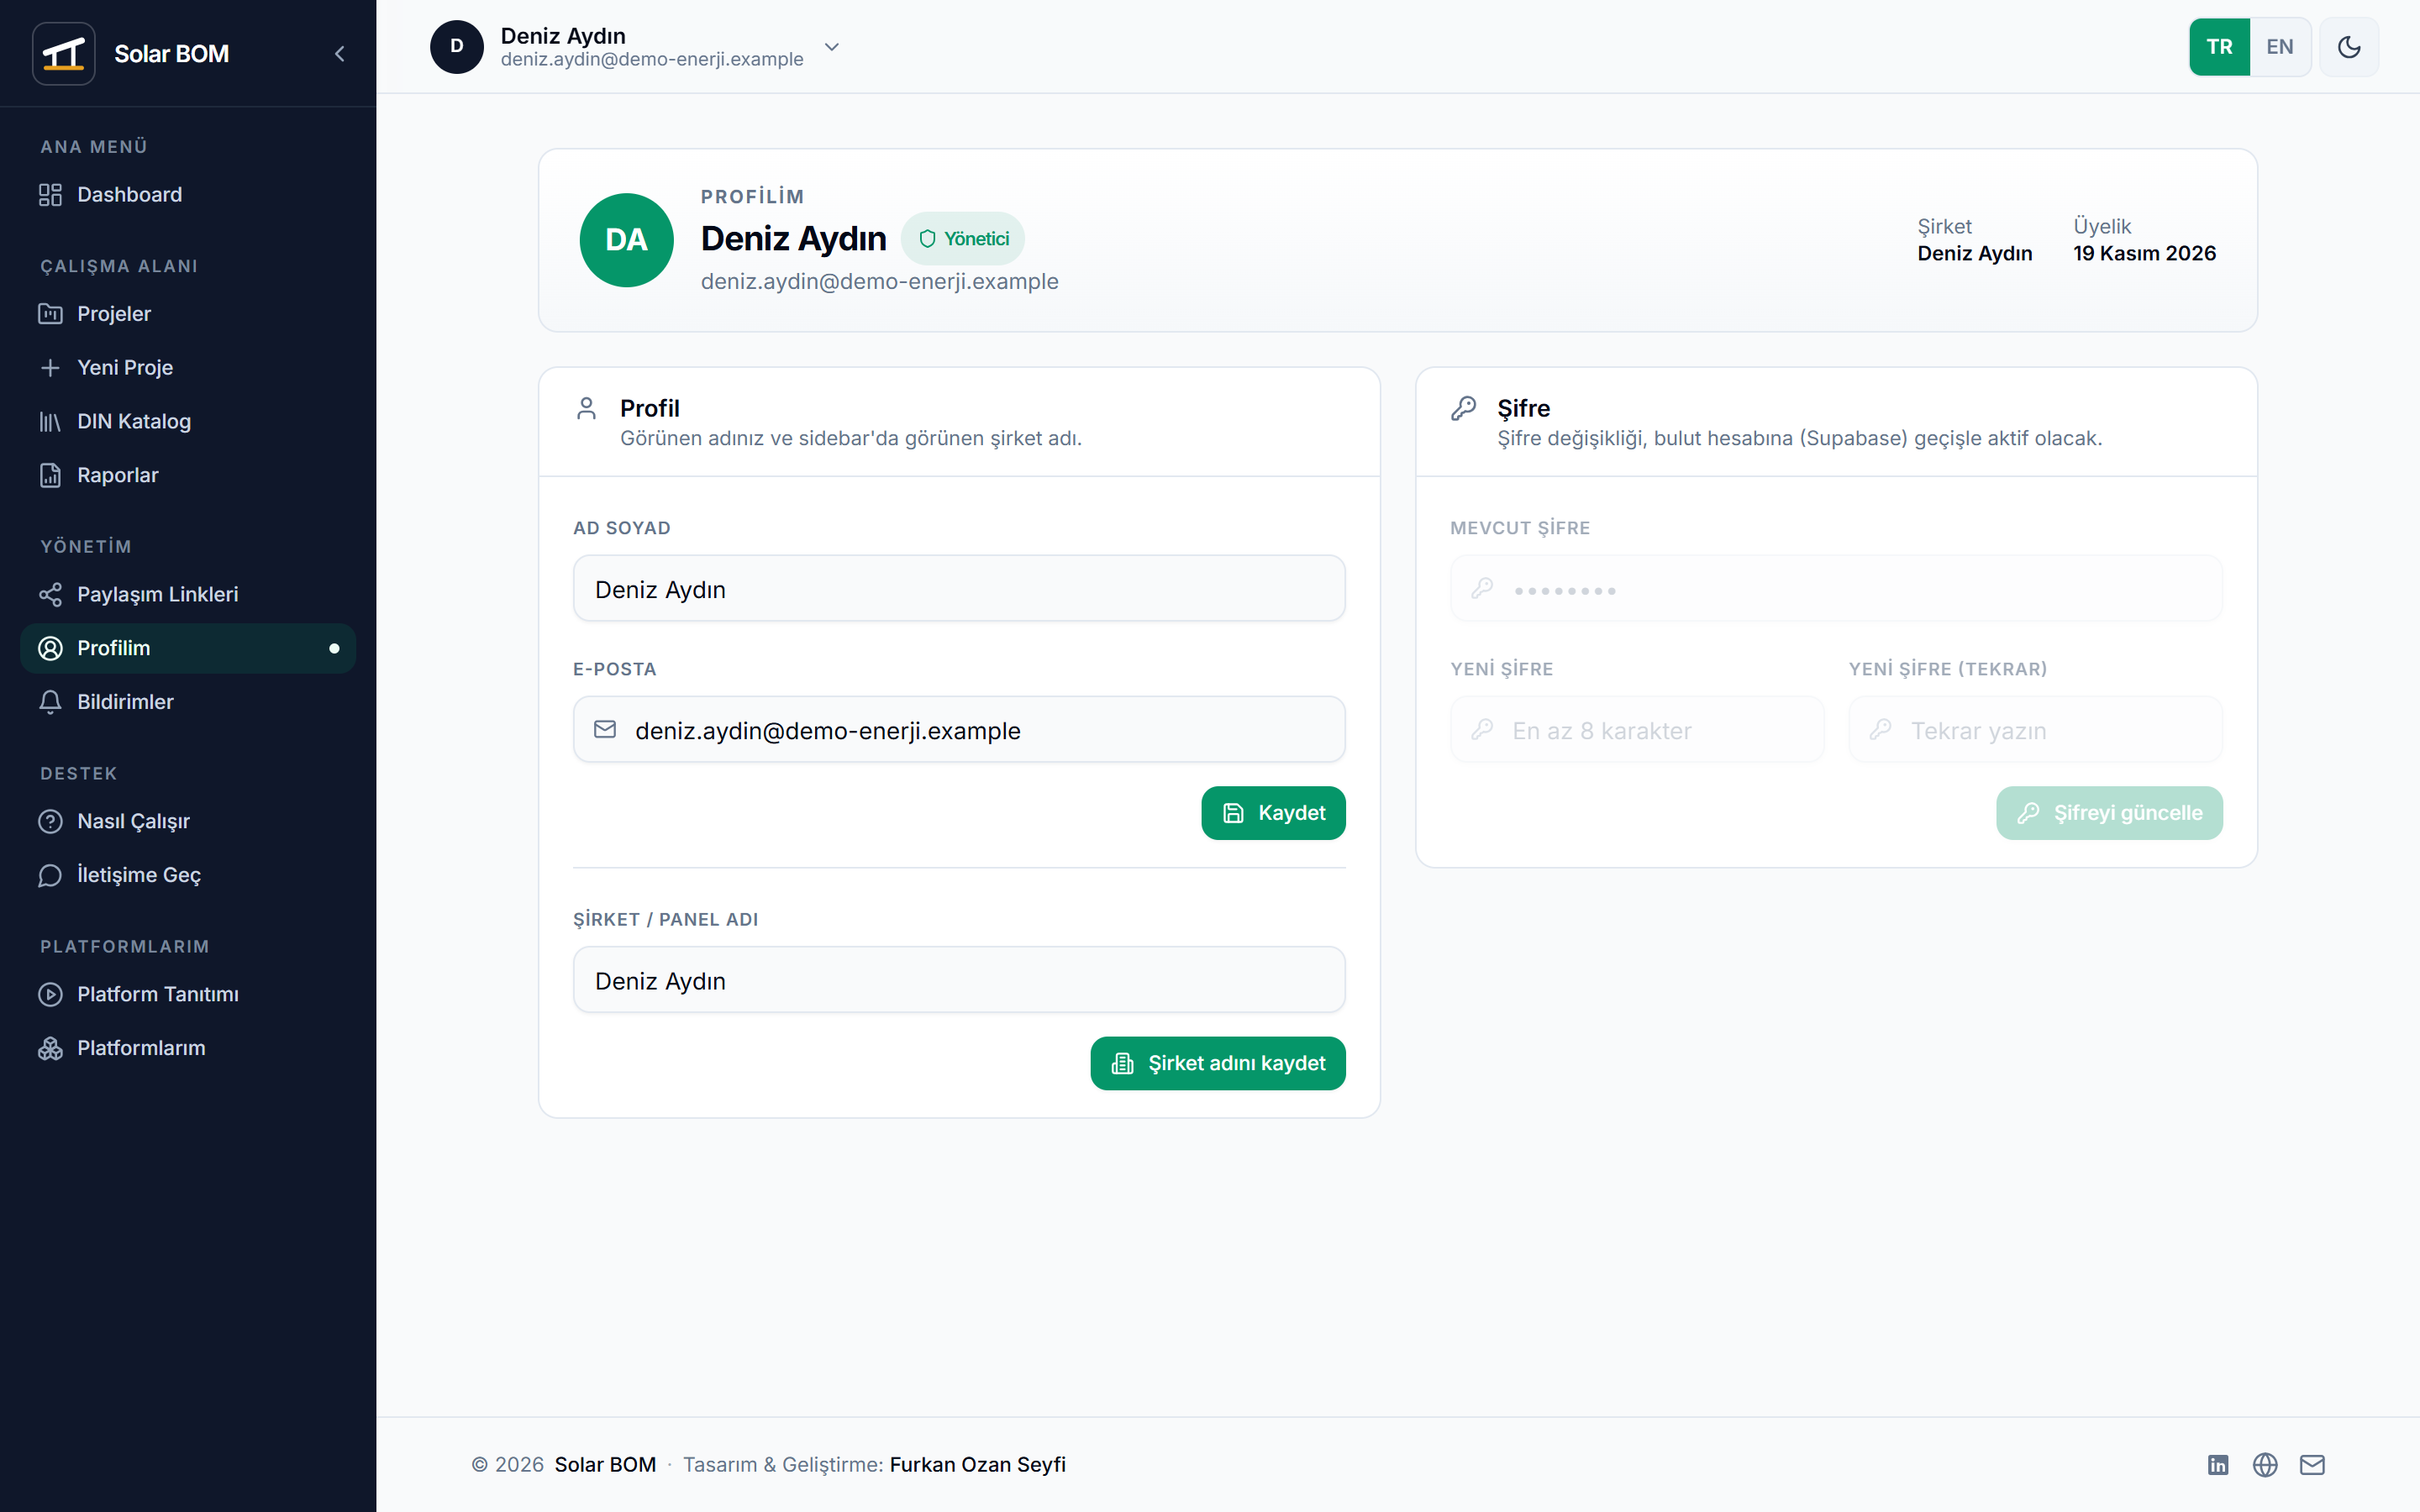 Solar BOM
ANA MENÜ
Dashboard
ÇALIŞMA ALANI
Projeler
Yeni Proje
DIN Katalog
Raporlar
YÖNETİM
Paylaşım Linkleri
Profilim
Bildirimler
DESTEK
Nasıl Çalışır
İletişime Geç
PLATFORMLARIM
Platform Tanıtımı
Platformlarım
D
Deniz Aydın
deniz.aydin@demo-enerji.example
TR EN
DA
PROFİLİM
Deniz Aydın
Yönetici
deniz.aydin@demo-enerji.example
Şirket
Deniz Aydın
Üyelik
19 Kasım 2026
Profil
Görünen adınız ve sidebar'da görünen şirket adı.
AD SOYAD
Deniz Aydın
E-POSTA
deniz.aydin@demo-enerji.example
Kaydet
ŞİRKET / PANEL ADI
Deniz Aydın
Şirket adını kaydet
Şifre
Şifre değişikliği, bulut hesabına (Supabase) geçişle aktif olacak.
MEVCUT ŞİFRE
••••••••
YENİ ŞİFRE
En az 8 karakter
YENİ ŞİFRE (TEKRAR)
Tekrar yazın
Şifreyi güncelle
© 2026 Solar BOM · Tasarım & Geliştirme: Furkan Ozan Seyfi